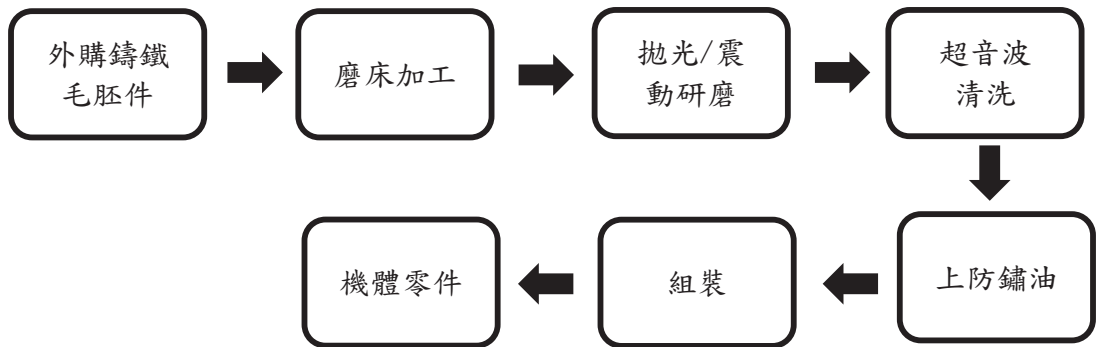 外購鑄鐵
毛胚件
磨床加工
拋光/震
動研磨
超音波
清洗
上防鏽油
組裝
機體零件